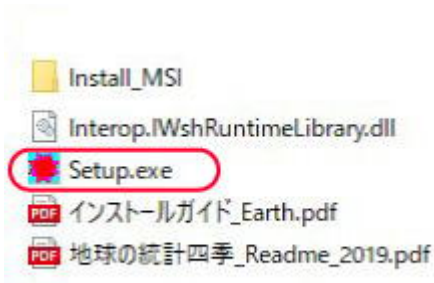 Install_MSI
Interop.IWshRuntimeLibrary.dll
Setup.exe
PDF インストールガイド_Earth.pdf
PDF 地球の統計四季_Readme_2019.pdf